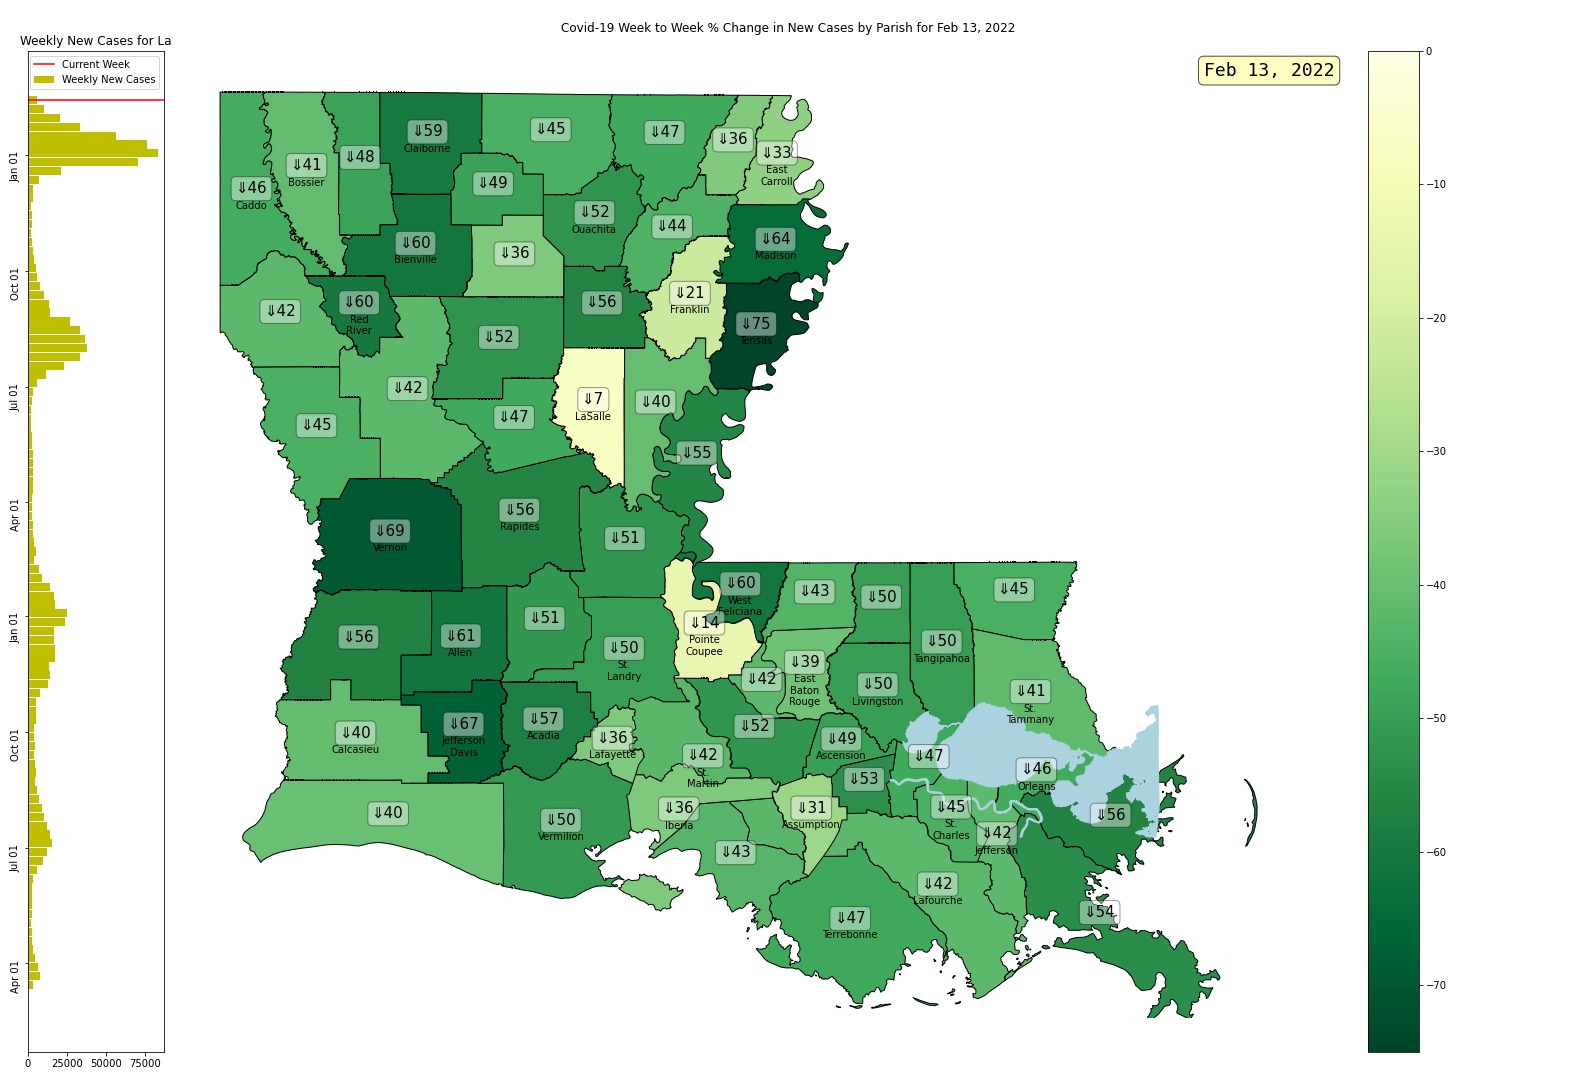 Covid-19 Week to Week % Change in New Cases by Parish for Feb 13, 2022
Weekly New Cases for La
Current Week
Weekly New Cases
Jan 01
Oct 01
Jul 01
Apr 01
Jan 01
Oct 01
Jul 01
Apr 01
0 25000 50000 75000
Feb 13, 2022
⇓59
Claiborne
⇓45
⇓47
⇓36
⇓33
East
Carroll
⇓41
Bossier
⇓48
⇓46
Caddo
⇓49
⇓52
Ouachita
⇓44
⇓64
Madison
⇓60
Bienville
⇓36
⇓42
⇓60
Red
River
⇓56
⇓21
Franklin
⇓75
Tensas
⇓52
⇓42
⇓7
LaSalle
⇓40
⇓45
⇓47
⇓55
⇓69
Vernon
⇓56
Rapides
⇓51
⇓60
West
Feliciana
⇓43
⇓50
⇓45
⇓56
⇓61
Allen
⇓51
⇓14
Pointe
Coupee
⇓50
St.
Landry
⇓50
Tangipahoa
⇓39
East
Baton
Rouge
⇓42
⇓50
Livingston
⇓41
St.
Tammany
⇓40
Calcasieu
⇓67
Jefferson
Davis
⇓57
Acadia
⇓36
Lafayette
⇓52
⇓49
Ascension
⇓42
St.
Martin
⇓47
⇓46
Orleans
⇓53
⇓40
⇓50
Vermilion
⇓36
Iberia
⇓31
Assumption
⇓45
St.
Charles
⇓56
⇓42
Jefferson
⇓43
⇓42
Lafourche
⇓47
Terrebonne
⇓54
0
−10
−20
−30
−40
−50
−60
−70